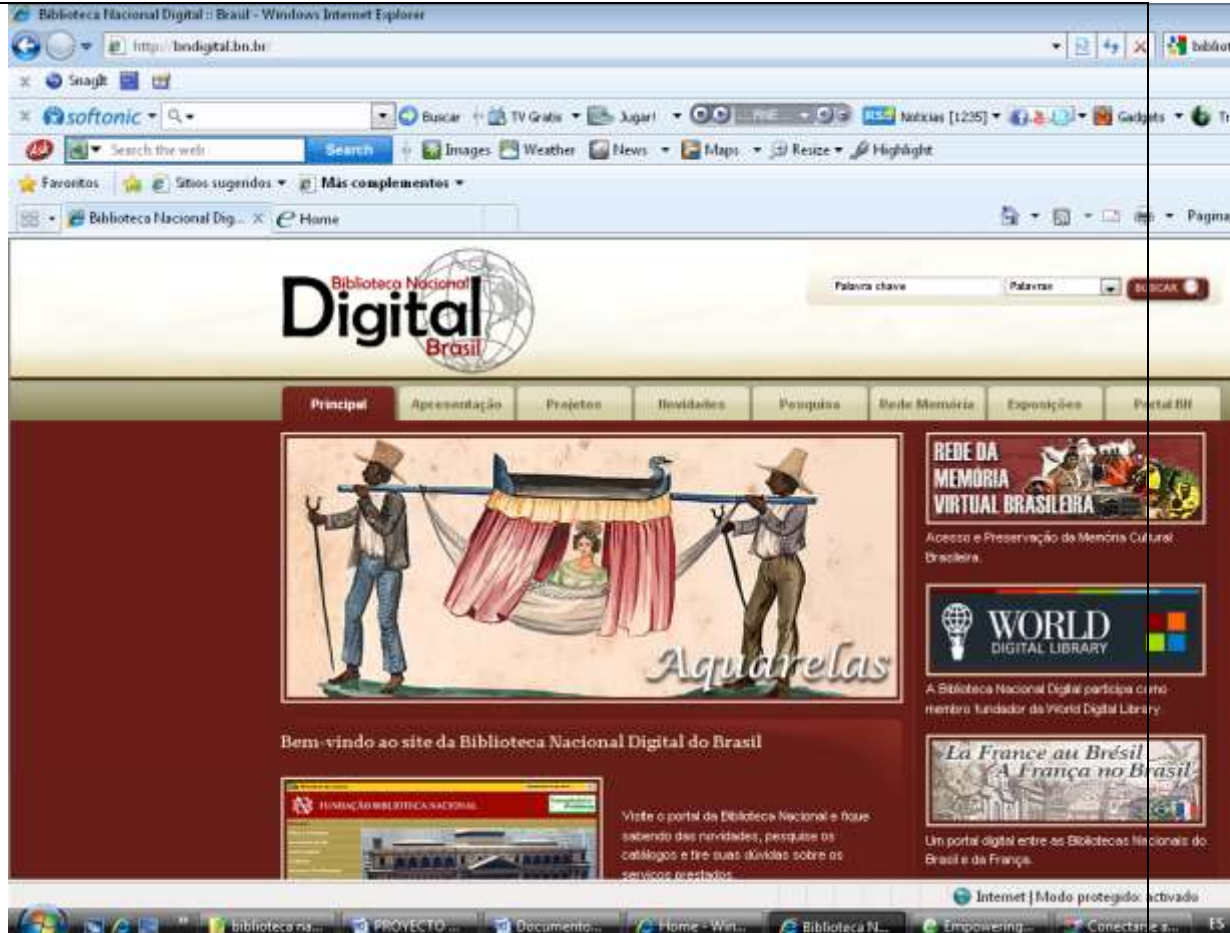 Biblioteca Nacional Digital :: Brasil - Windows Internet Explorer
http://bndigital.bn.br/
SnagIt
softonic Buscar TV Gratis Jugar! Noticias [1235] Gadgets
Search the web Search Images Weather News Maps Resize Highlight
Favoritos Sitios sugeridos Más complementos
Biblioteca Nacional Dig... Home Pagina
Biblioteca Nacional
Digital
Brasil
Palavra chave Palavras BUSCAR
Principal Apresentação Projetos Novidades Pesquisa Rede Memória Exposições Portal BN
Aquarelas
REDE DA
MEMÓRIA
VIRTUAL BRASILEIRA
Acesso e Preservação da Memória Cultural
Brasileira.
WORLD
DIGITAL LIBRARY
A Biblioteca Nacional Digital participa como
membro fundador da World Digital Library
La France au Brésil
A França no Brasil
Um portal digital entre as Bibliotecas Nacionais do
Brasil e da França.
Bem-vindo ao site da Biblioteca Nacional Digital do Brasil
FUNDAÇÃO BIBLIOTECA NACIONAL
Visite o portal da Biblioteca Nacional e fique
sabendo das novidades, pesquise os
catálogos e tire suas dúvidas sobre os
serviços prestados.
Internet | Modo protegido: activado
biblioteca na... PROYECTO ... Documento... Home - Win... Biblioteca N... Empowering... Conectarse a... ES